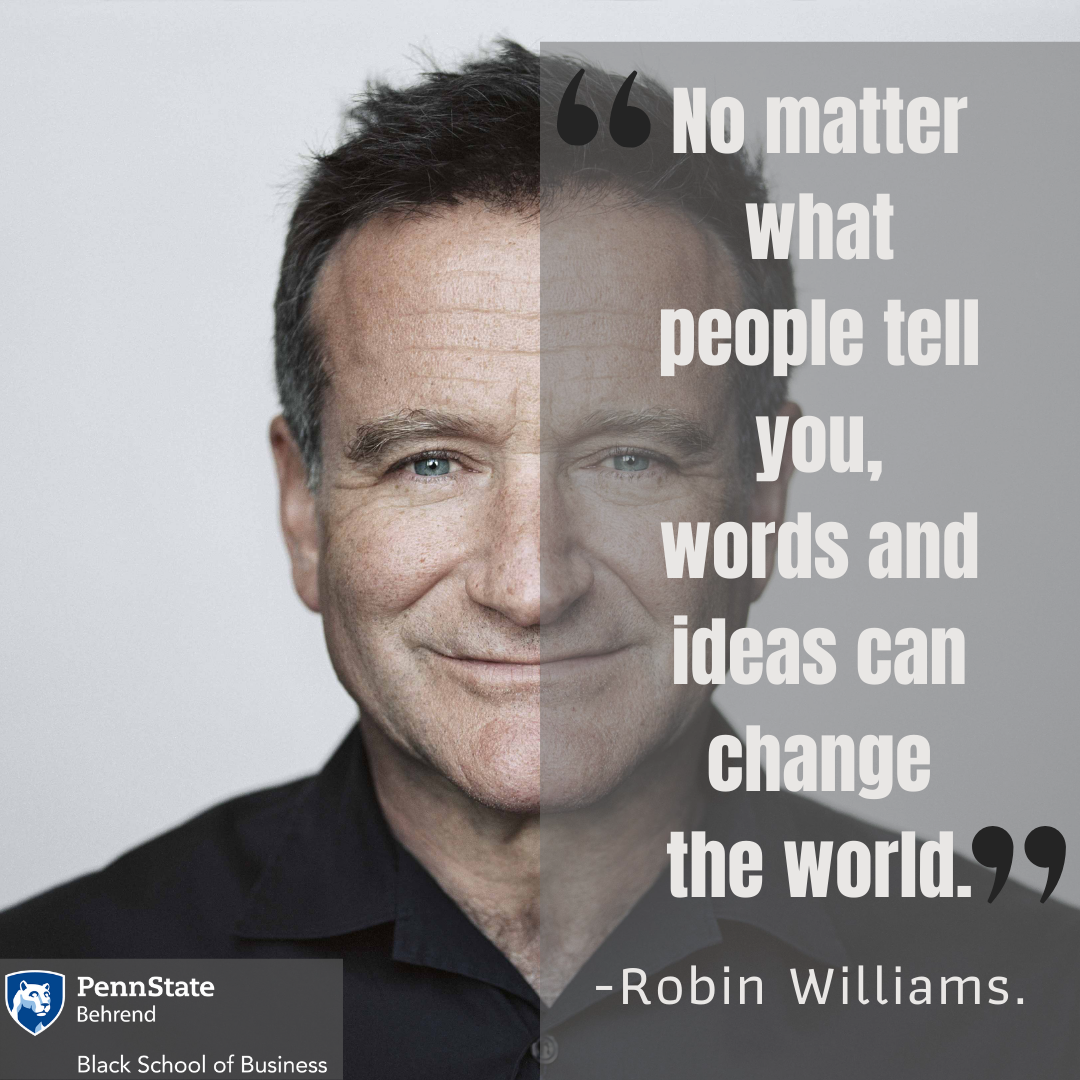 “ No matter
what
people tell
you,
words and
ideas can
change
the world.”
-Robin Williams.
PennState
Behrend
Black School of Business